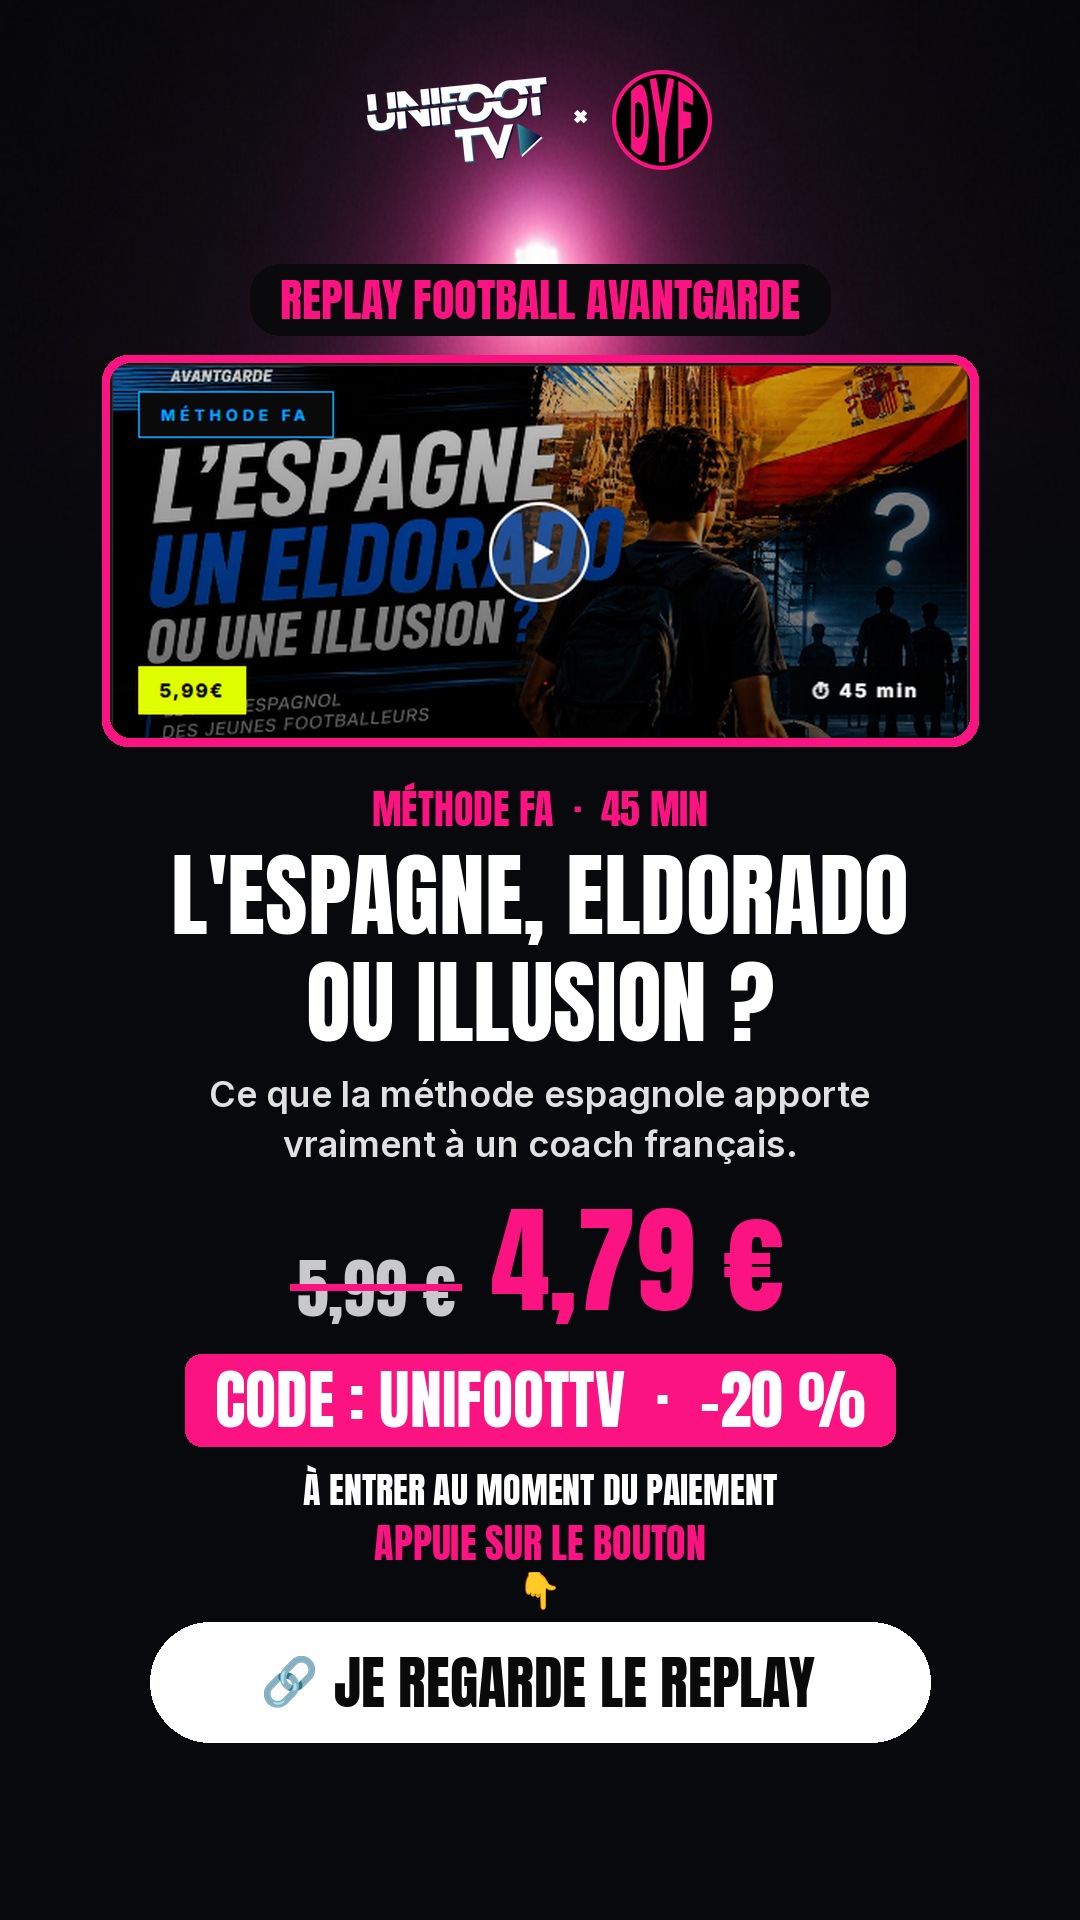 UNIFOOT
TV
× DYF
REPLAY FOOTBALL AVANTGARDE
AVANTGARDE
MÉTHODE FA
L'ESPAGNE
UN ELDORADO
OU UNE ILLUSION ?
5,99€
ESPAGNOL
DES JEUNES FOOTBALLEURS
⏱ 45 min
?
MÉTHODE FA · 45 MIN
L'ESPAGNE, ELDORADO
OU ILLUSION ?
Ce que la méthode espagnole apporte
vraiment à un coach français.
5,99 € 4,79 €
CODE : UNIFOOTTV · -20 %
À ENTRER AU MOMENT DU PAIEMENT
APPUIE SUR LE BOUTON
👇
🔗 JE REGARDE LE REPLAY